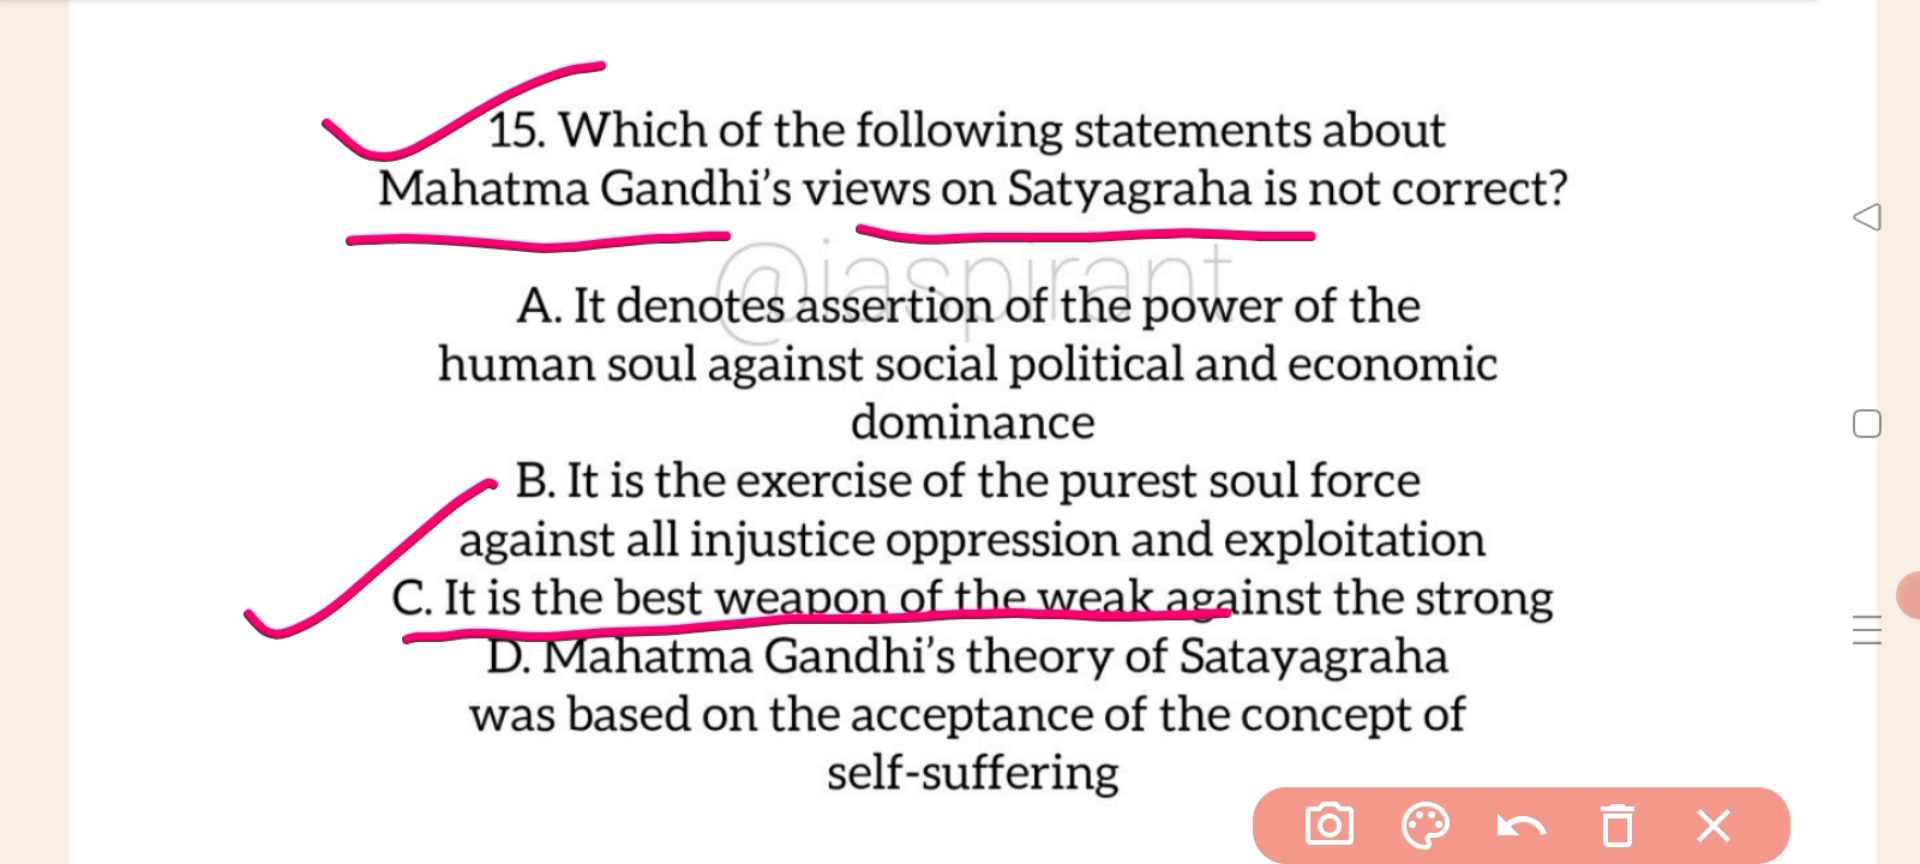 15. Which of the following statements about
Mahatma Gandhi’s views on Satyagraha is not correct?
@iaspirant
A. It denotes assertion of the power of the
human soul against social political and economic
dominance
B. It is the exercise of the purest soul force
against all injustice oppression and exploitation
C. It is the best weapon of the weak against the strong
D. Mahatma Gandhi’s theory of Satayagraha
was based on the acceptance of the concept of
self-suffering